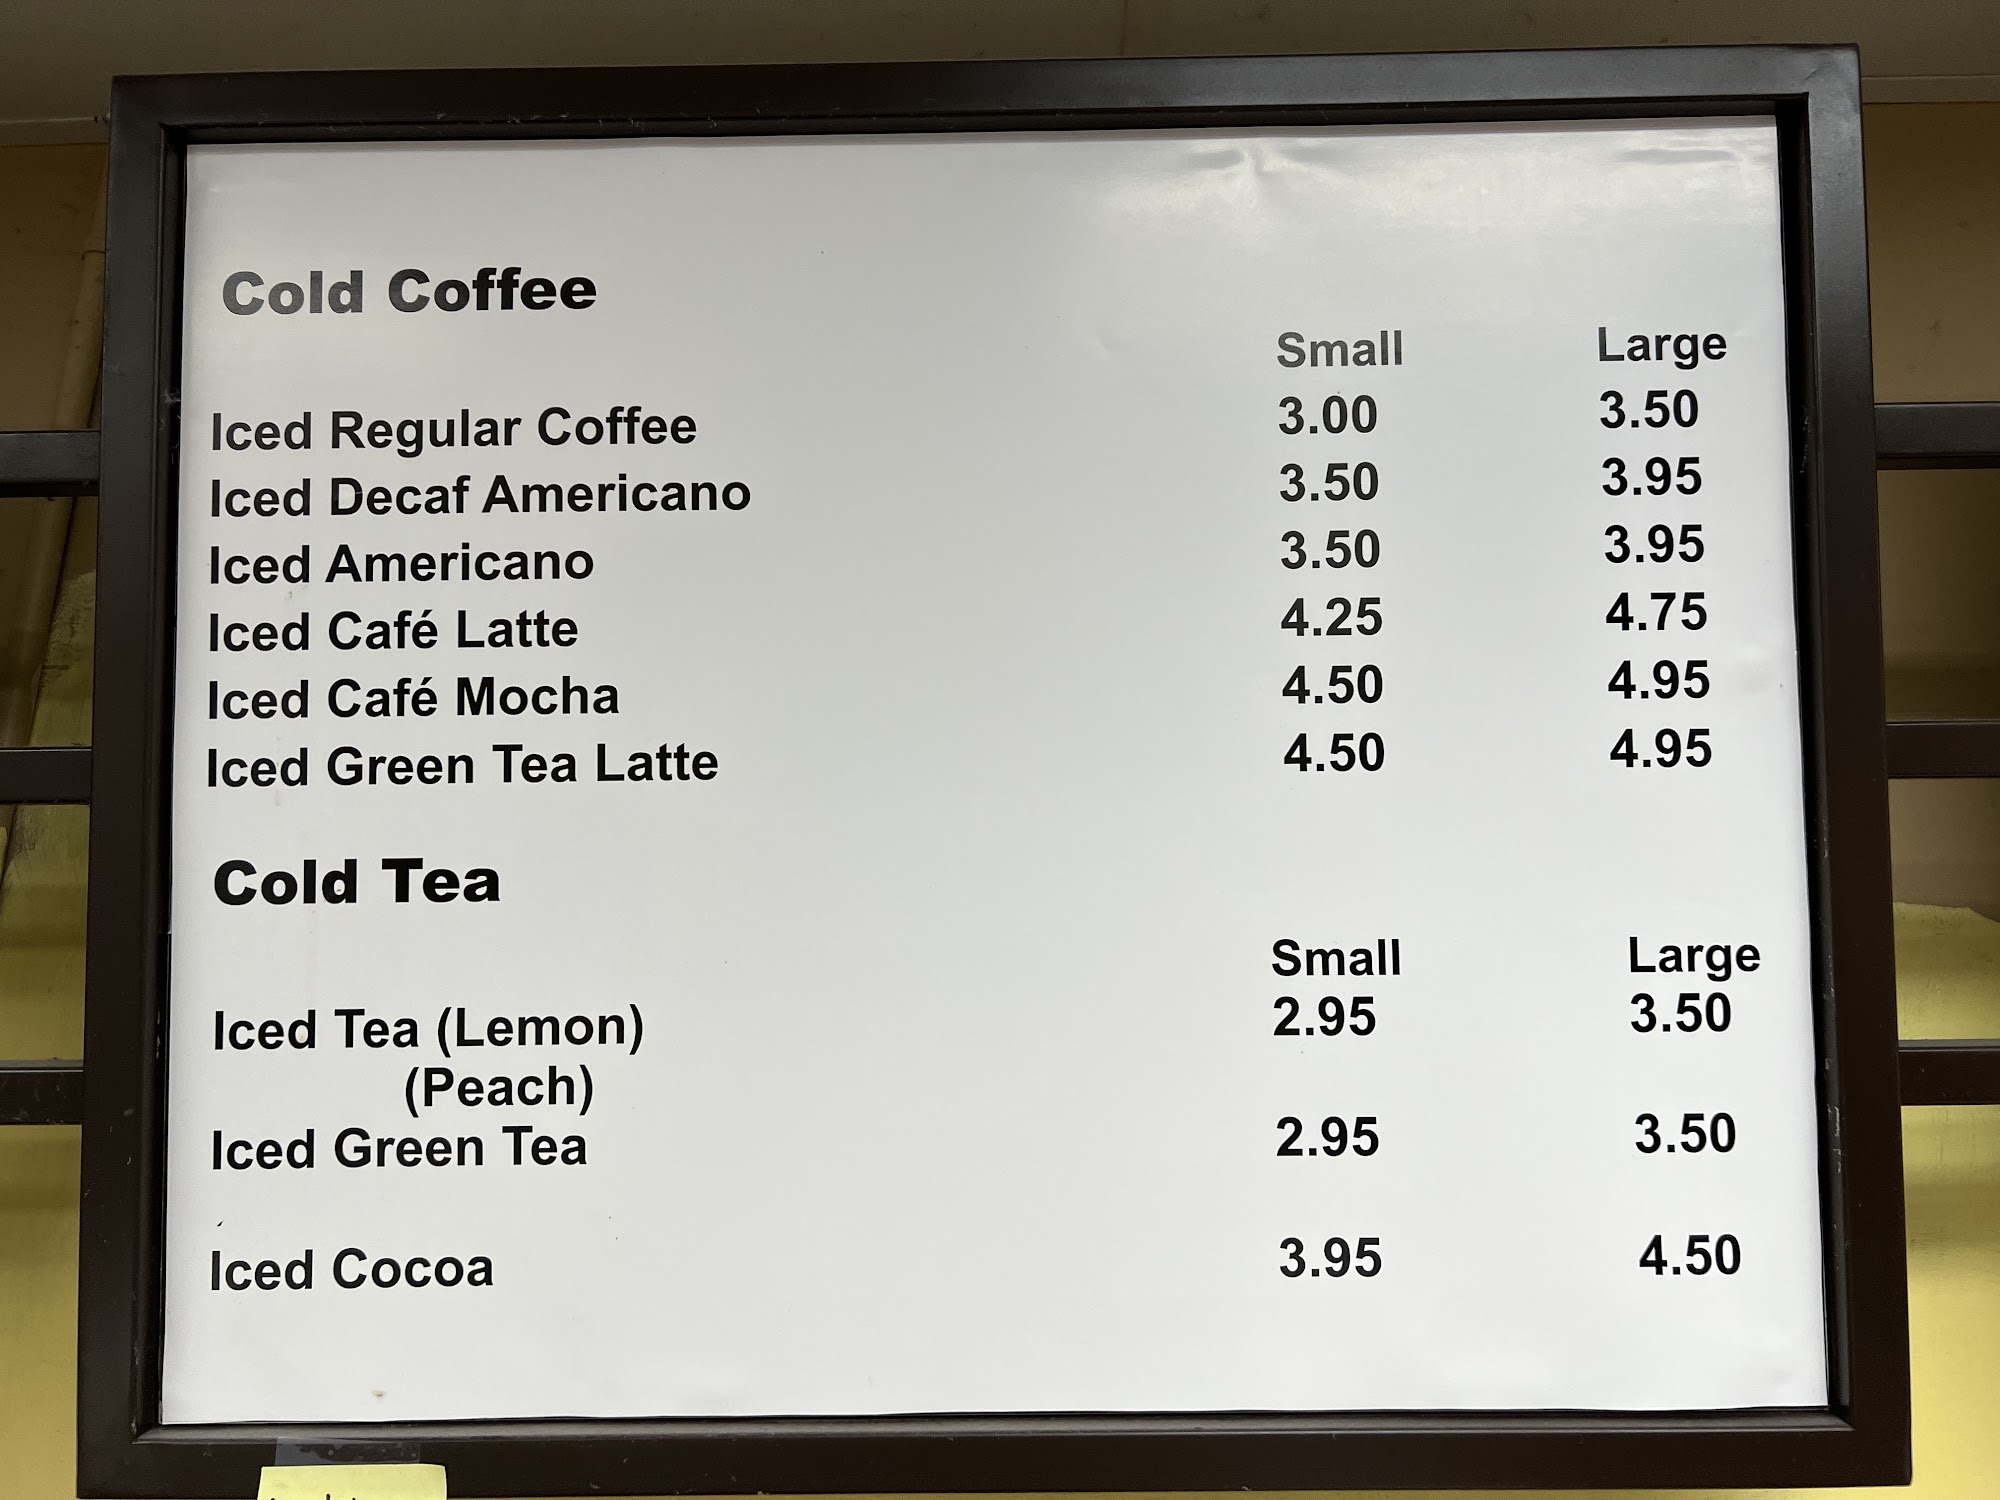 Cold Coffee
Small Large
Iced Regular Coffee 3.00 3.50
Iced Decaf Americano 3.50 3.95
Iced Americano 3.50 3.95
Iced Café Latte 4.25 4.75
Iced Café Mocha 4.50 4.95
Iced Green Tea Latte 4.50 4.95
Cold Tea
Small Large
Iced Tea (Lemon) 2.95 3.50
(Peach)
Iced Green Tea 2.95 3.50
Iced Cocoa 3.95 4.50